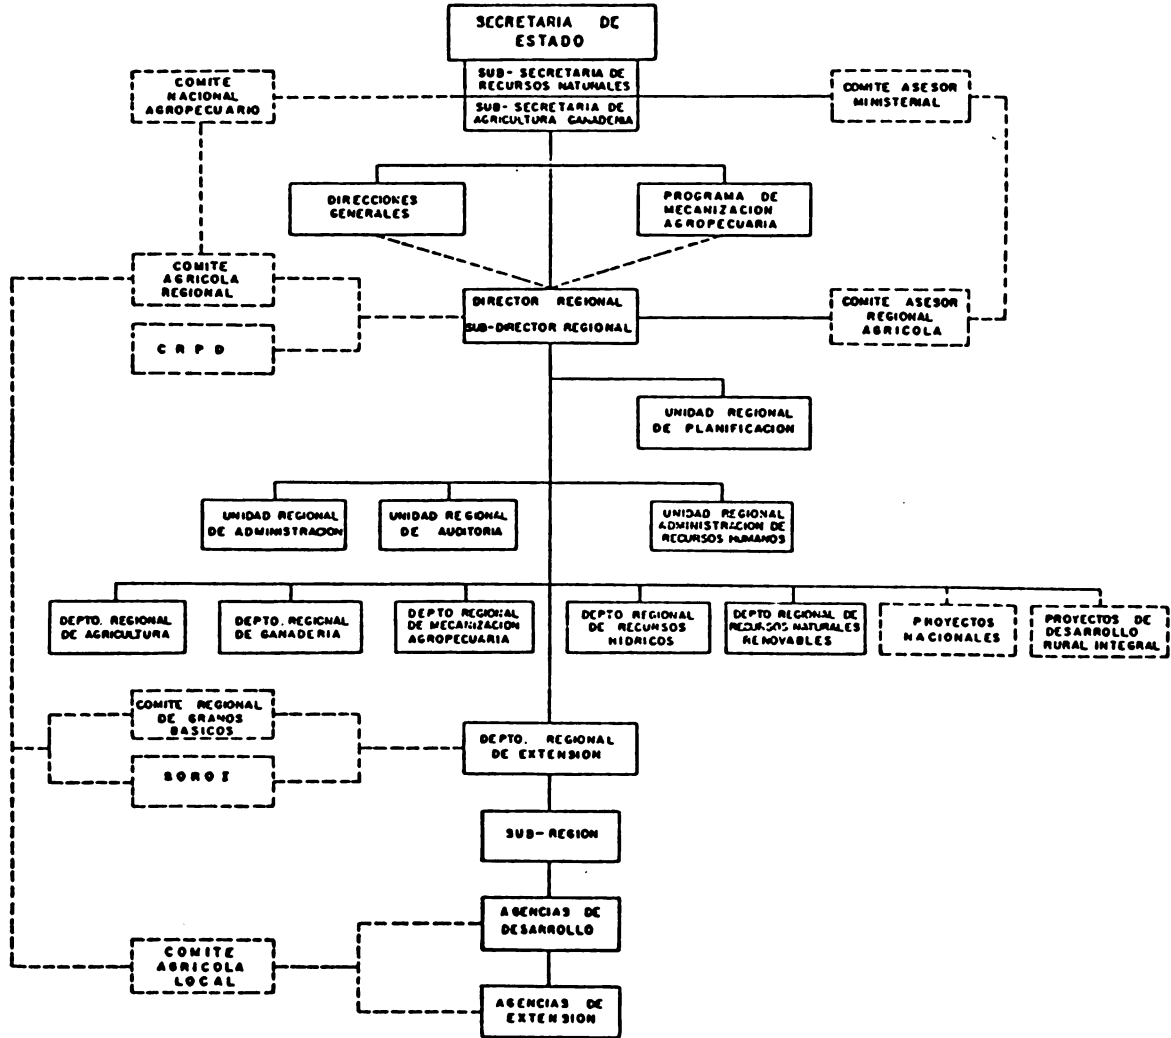 SECRETARIA DE
ESTADO
SUB- SECRETARIA DE
RECURSOS NATURALES
SUB- SECRETARIA DE
AGRICULTURA GANADERIA
COMITE
NACIONAL
AGROPECUARIO
COMITE ASESOR
MINISTERIAL
DIRECCIONES
GENERALES
PROGRAMA DE
MECANIZACION
AGROPECUARIA
COMITE
AGRICOLA
REGIONAL
DIRECTOR REGIONAL
SUB-DIRECTOR REGIONAL
COMITE ASESOR
REGIONAL
AGRICOLA
C R P D
UNIDAD REGIONAL
DE PLANIFICACION
UNIDAD REGIONAL
DE ADMINISTRACION
UNIDAD REGIONAL
DE AUDITORIA
UNIDAD REGIONAL
ADMINISTRACION DE
RECURSOS HUMANOS
DEPTO. REGIONAL
DE AGRICULTURA
DEPTO. REGIONAL
DE GANADERIA
DEPTO. REGIONAL
DE MECANIZACION
AGROPECUARIA
DEPTO REGIONAL
DE RECURSOS
HIDRICOS
DEPTO REGIONAL DE
RECURSOS NATURALES
RENOVABLES
PROYECTOS
NACIONALES
PROYECTOS DE
DESARROLLO
RURAL INTEGRAL
COMITE REGIONAL
DE GRANOS
BASICOS
DEPTO. REGIONAL
DE EXTENSION
SUB-REGION
AGENCIAS DE
DESARROLLO
COMITE
AGRICOLA
LOCAL
AGENCIAS DE
EXTENSION